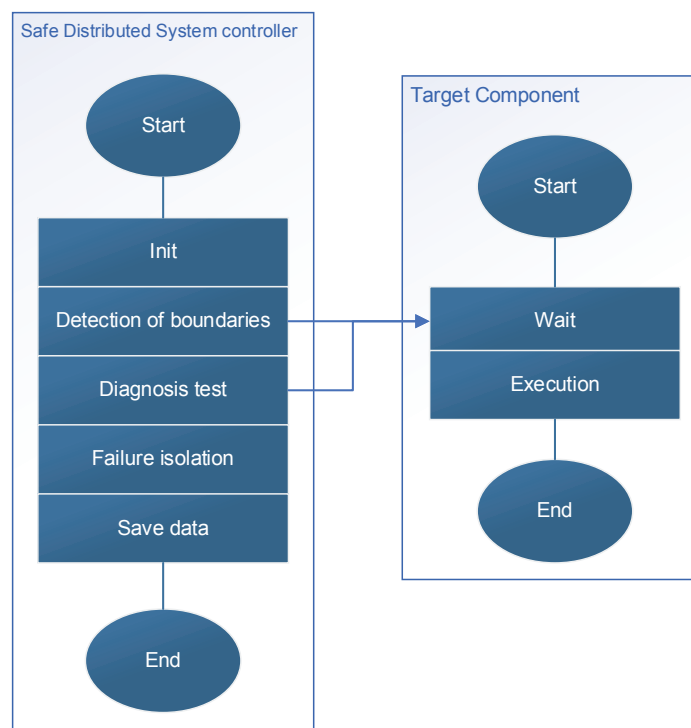 Safe Distributed System controller
Start
Init
Detection of boundaries
Diagnosis test
Failure isolation
Save data
End
Target Component
Start
Wait
Execution
End